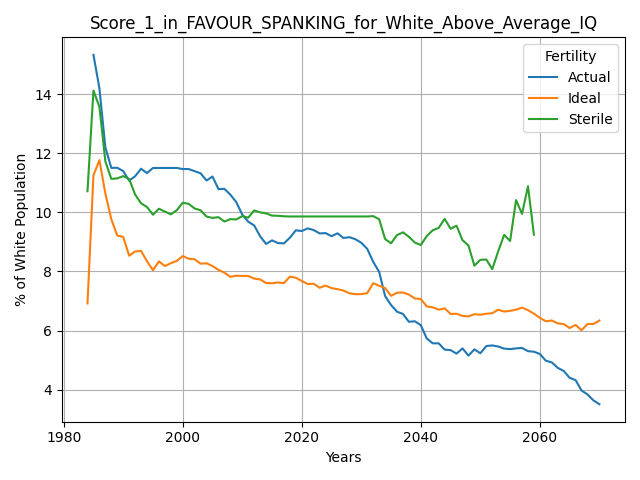 Score_1_in_FAVOUR_SPANKING_for_White_Above_Average_IQ
Fertility
Actual
Ideal
Sterile
% of White Population
14
12
10
8
6
4
1980
2000
2020
2040
2060
Years